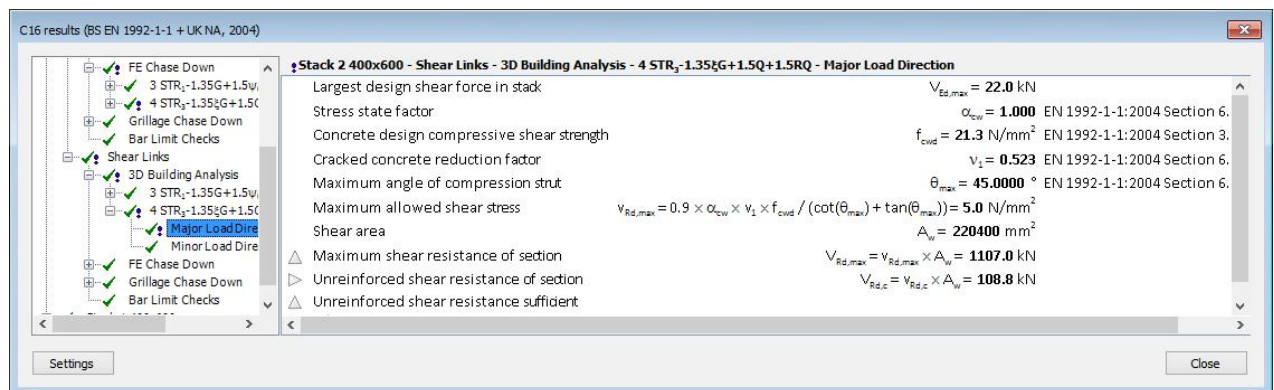 C16 results (BS EN 1992-1-1 + UK NA, 2004)
FE Chase Down
3 STR₁-1.35G+1.5ψ
4 STR₃-1.35ξG+1.5Q
Grillage Chase Down
Bar Limit Checks
Shear Links
3D Building Analysis
3 STR₁-1.35G+1.5ψ
4 STR₃-1.35ξG+1.5Q
Major Load Dire
Minor Load Dire
FE Chase Down
Grillage Chase Down
Bar Limit Checks
Stack 2 400x600 - Shear Links - 3D Building Analysis - 4 STR₃-1.35ξG+1.5Q+1.5RQ - Major Load Direction
Largest design shear force in stack V_Ed,max = 22.0 kN
Stress state factor α_cw = 1.000 EN 1992-1-1:2004 Section 6.
Concrete design compressive shear strength f_cwd = 21.3 N/mm² EN 1992-1-1:2004 Section 3.
Cracked concrete reduction factor ν₁ = 0.523 EN 1992-1-1:2004 Section 6.
Maximum angle of compression strut θ_max = 45.0000 ° EN 1992-1-1:2004 Section 6.
Maximum allowed shear stress v_Rd,max = 0.9 × α_cw × ν₁ × f_cwd / (cot(θ_max) + tan(θ_max)) = 5.0 N/mm²
Shear area A_w = 220400 mm²
Maximum shear resistance of section V_Rd,max = v_Rd,max × A_w = 1107.0 kN
Unreinforced shear resistance of section V_Rd,c = v_Rd,c × A_w = 108.8 kN
Unreinforced shear resistance sufficient
Settings
Close